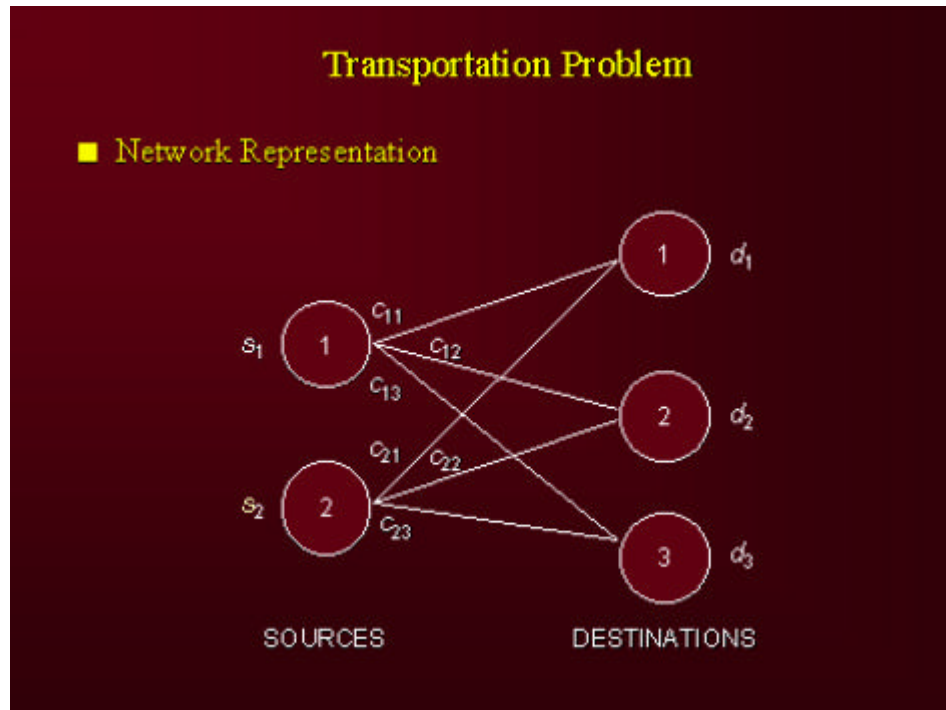 Transportation Problem
Network Representation
1
d1
c11
s1
1
c12
c13
2
d2
c21
c22
s2
2
c23
3
d3
SOURCES
DESTINATIONS